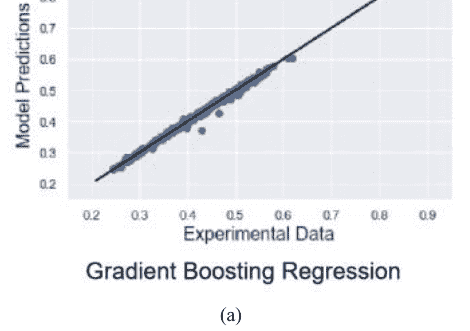 0.7
0.6
0.5
0.4
0.3
0.2
Model Predictions
0.2 0.3 0.4 0.5 0.6 0.7 0.8 0.9
Experimental Data
Gradient Boosting Regression
(a)